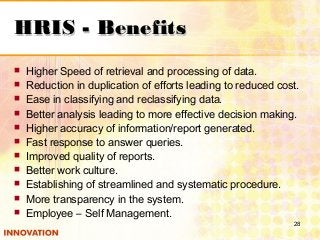 HRIS - Benefits
Higher Speed of retrieval and processing of data.
Reduction in duplication of efforts leading to reduced cost.
Ease in classifying and reclassifying data.
Better analysis leading to more effective decision making.
Higher accuracy of information/report generated.
Fast response to answer queries.
Improved quality of reports.
Better work culture.
Establishing of streamlined and systematic procedure.
More transparency in the system.
Employee – Self Management.
28
INNOVATION